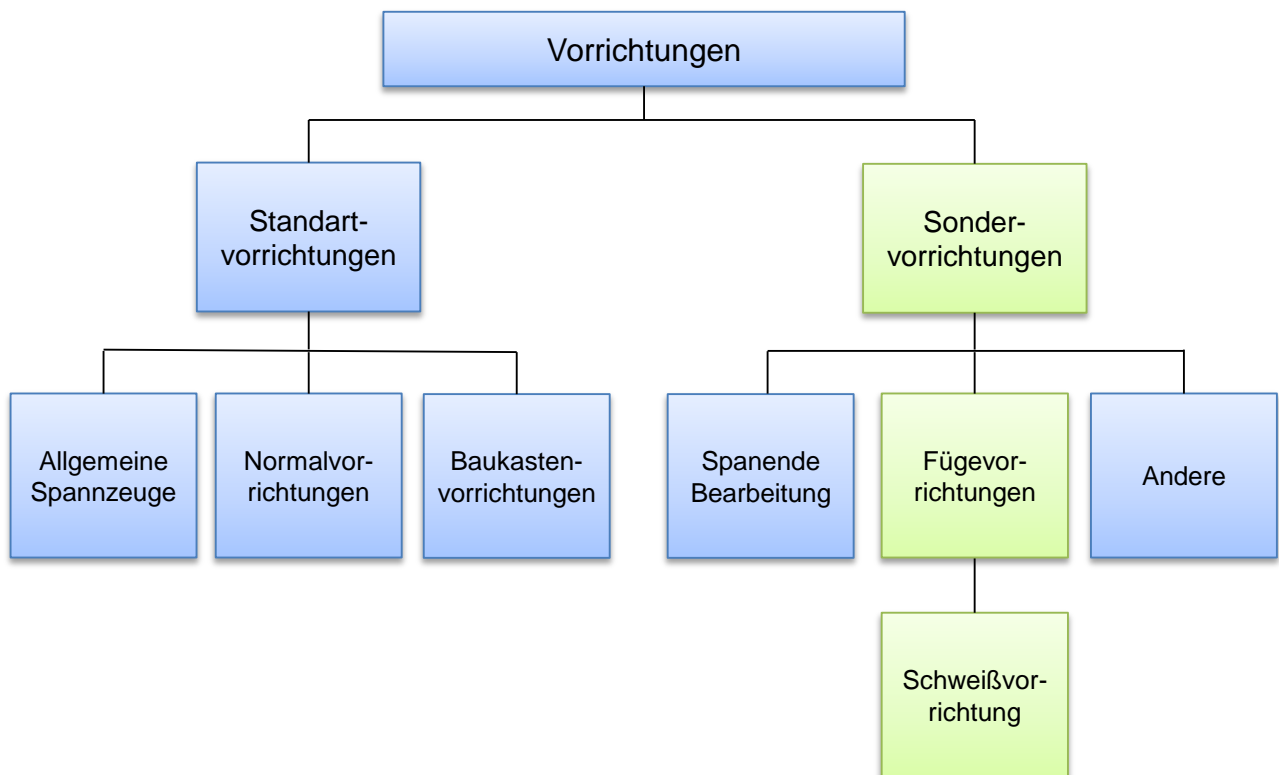 Vorrichtungen
Standart-
vorrichtungen
Sonder-
vorrichtungen
Allgemeine
Spannzeuge
Normalvor-
richtungen
Baukasten-
vorrichtungen
Spanende
Bearbeitung
Fügevor-
richtungen
Andere
Schweißvor-
richtung